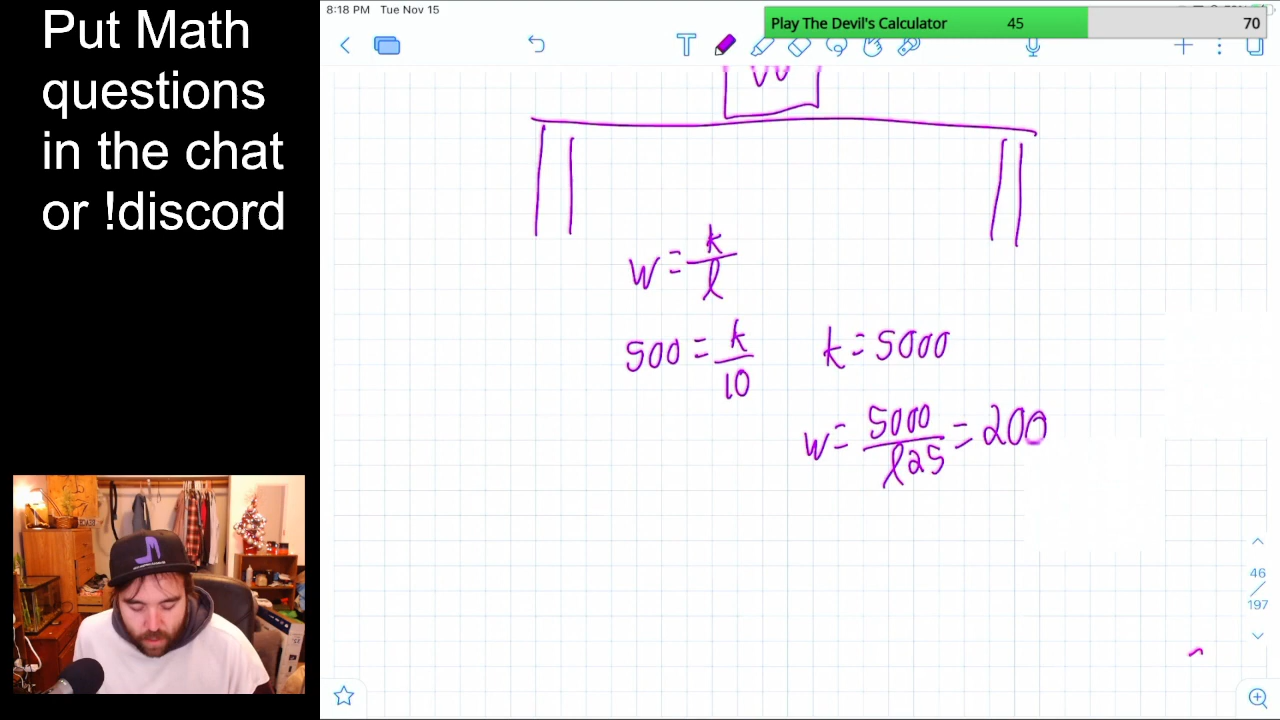 Put Math
questions
in the chat
or !discord
8:18 PM Tue Nov 15
Play The Devil's Calculator 45 70
T
W
w = k/l
500 = k/10
k = 5000
w = 5000/l25 = 200
46
197